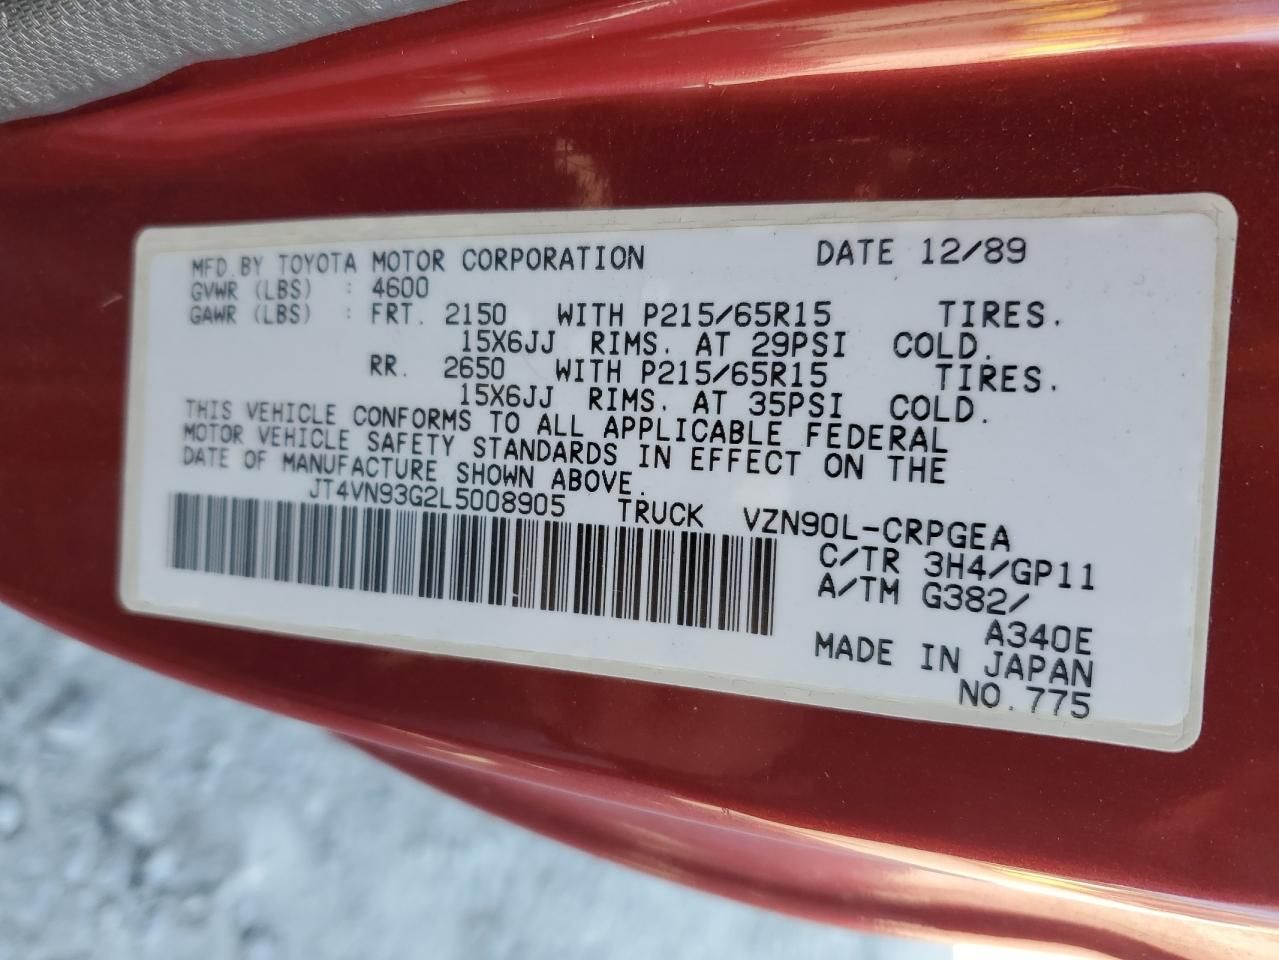 MFD. BY TOYOTA MOTOR CORPORATION DATE 12/89
GVWR (LBS) : 4600
GAWR (LBS) : FRT. 2150 WITH P215/65R15 TIRES.
15X6JJ RIMS. AT 29PSI COLD.
RR. 2650 WITH P215/65R15 TIRES.
15X6JJ RIMS. AT 35PSI COLD.
THIS VEHICLE CONFORMS TO ALL APPLICABLE FEDERAL
MOTOR VEHICLE SAFETY STANDARDS IN EFFECT ON THE
DATE OF MANUFACTURE SHOWN ABOVE.
JT4VN93G2L5008905 TRUCK VZN90L-CRPGEA
C/TR 3H4/GP11
A/TM G382/
A340E
MADE IN JAPAN
NO.775